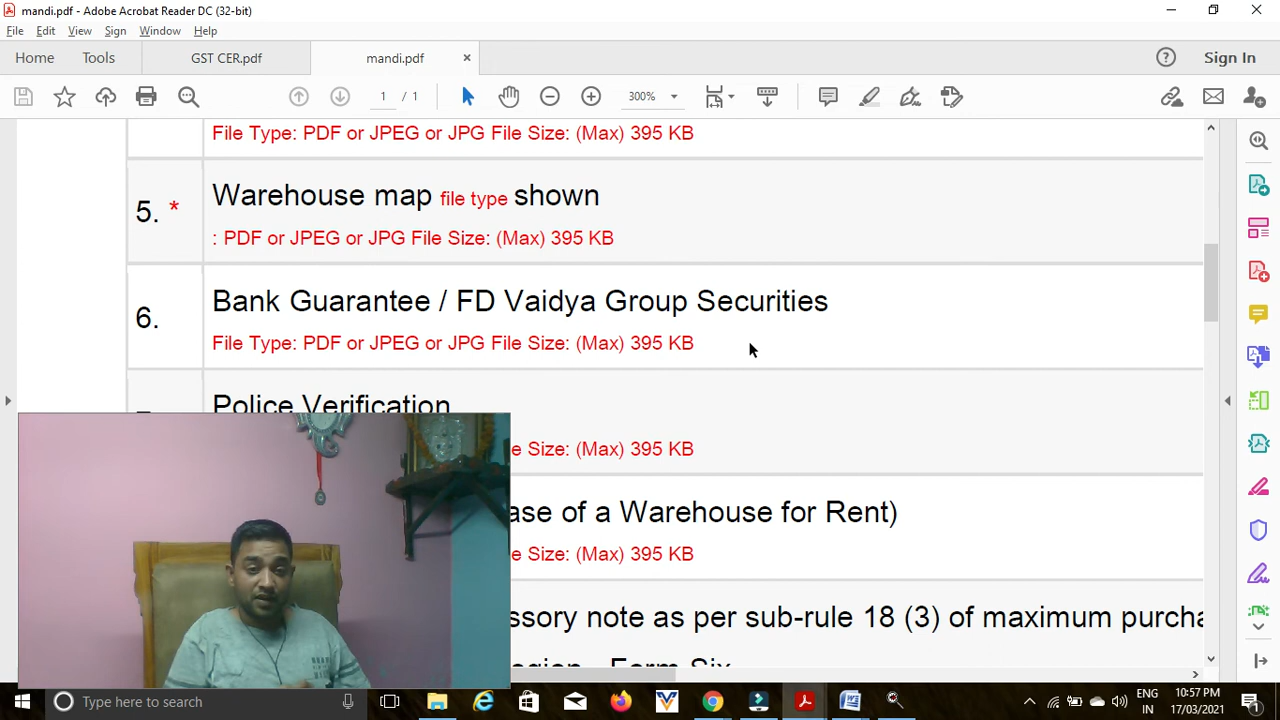 mandi.pdf - Adobe Acrobat Reader DC (32-bit)
File Edit View Sign Window Help
Home Tools GST CER.pdf mandi.pdf × Sign In
1 / 1 300%
File Type: PDF or JPEG or JPG File Size: (Max) 395 KB
5. * Warehouse map file type shown
: PDF or JPEG or JPG File Size: (Max) 395 KB
6. Bank Guarantee / FD Vaidya Group Securities
File Type: PDF or JPEG or JPG File Size: (Max) 395 KB
Police Verification
e Size: (Max) 395 KB
ase of a Warehouse for Rent)
e Size: (Max) 395 KB
ssory note as per sub-rule 18 (3) of maximum purcha
Form Six
Type here to search
ENG 10:57 PM
IN 17/03/2021